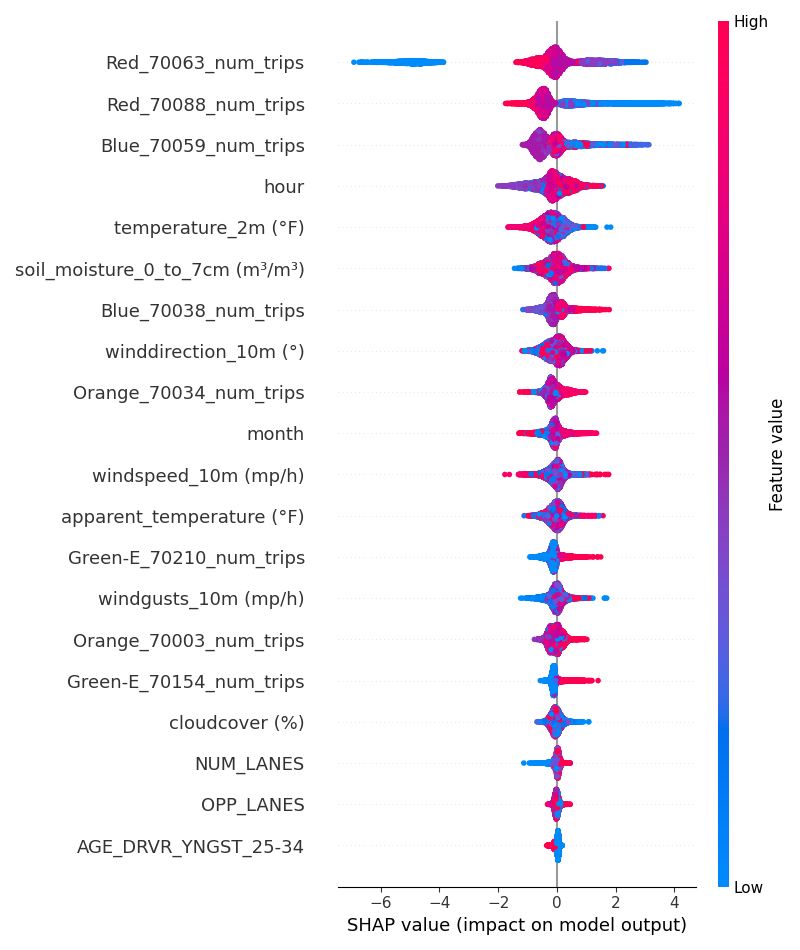 High
Red_70063_num_trips
Red_70088_num_trips
Blue_70059_num_trips
hour
temperature_2m (°F)
soil_moisture_0_to_7cm (m³/m³)
Blue_70038_num_trips
winddirection_10m (°)
Orange_70034_num_trips
month
windspeed_10m (mp/h)
apparent_temperature (°F)
Green-E_70210_num_trips
windgusts_10m (mp/h)
Orange_70003_num_trips
Green-E_70154_num_trips
cloudcover (%)
NUM_LANES
OPP_LANES
AGE_DRVR_YNGST_25-34
Feature value
Low
−6 −4 −2 0 2 4
SHAP value (impact on model output)